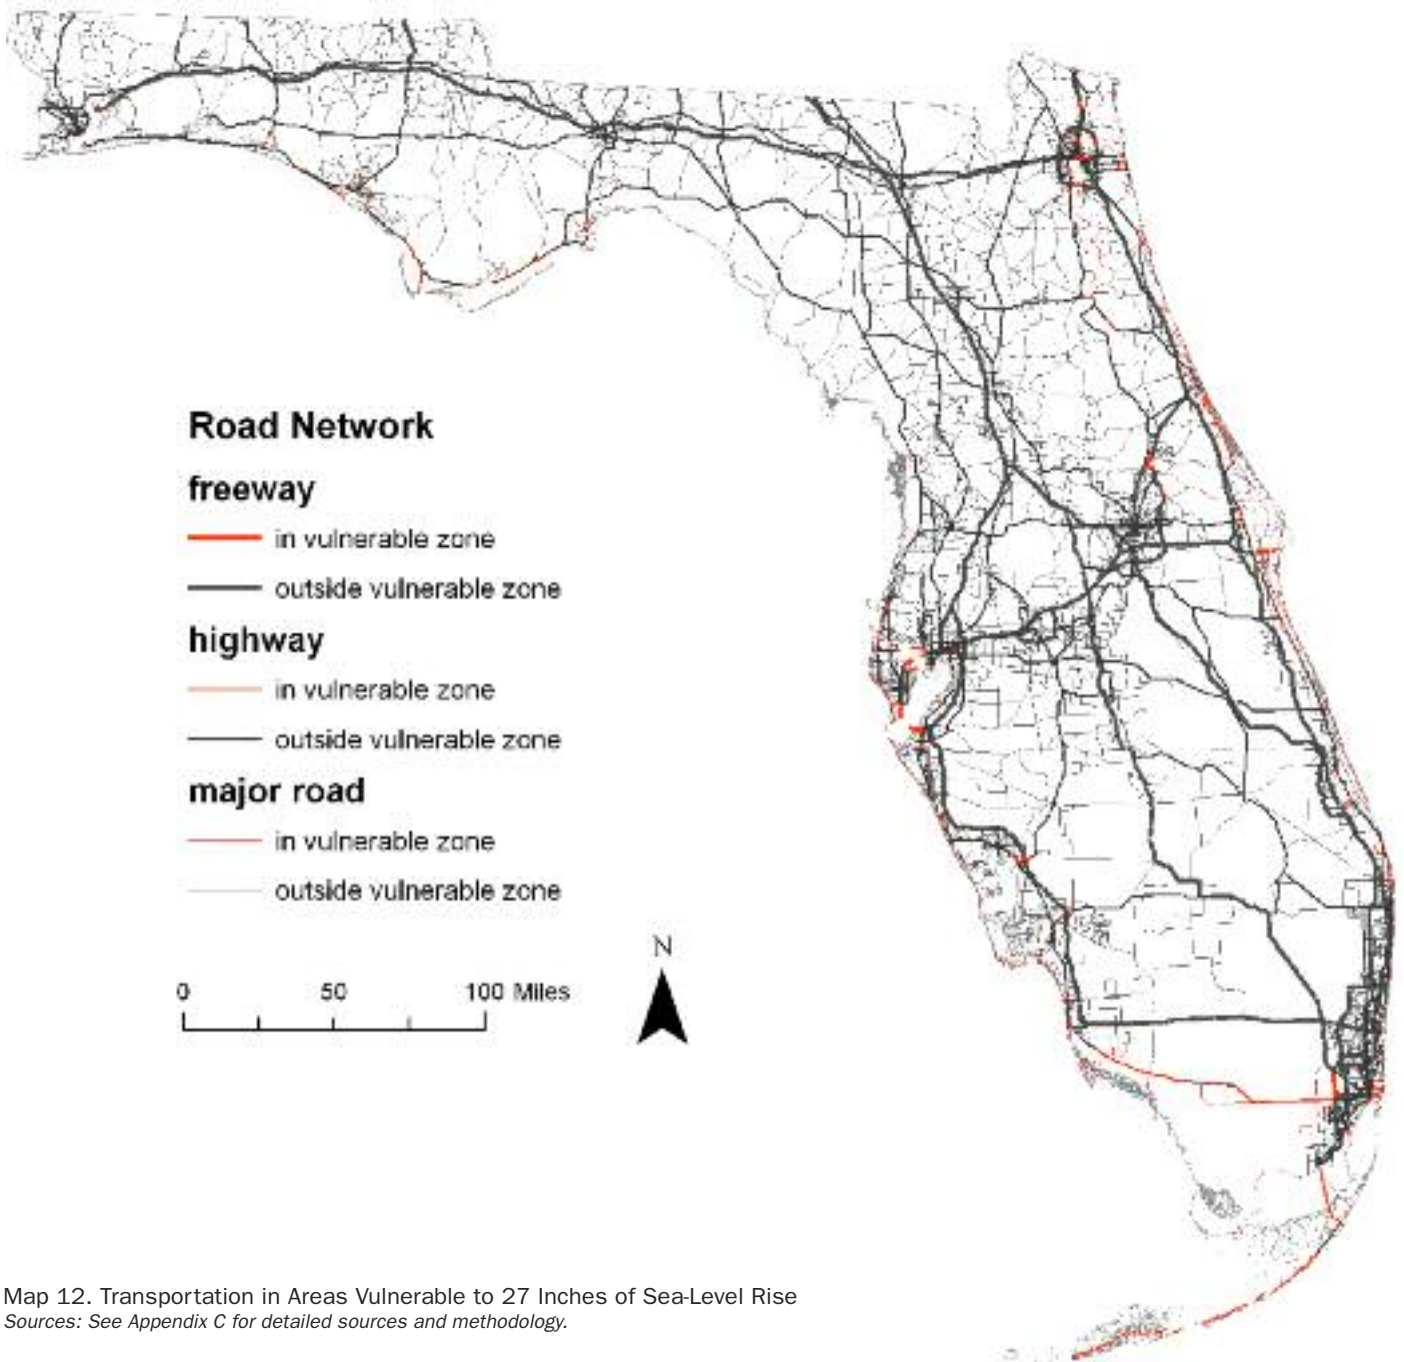 Road Network
freeway
in vulnerable zone
outside vulnerable zone
highway
in vulnerable zone
outside vulnerable zone
major road
in vulnerable zone
outside vulnerable zone
N
0 50 100 Miles
Map 12. Transportation in Areas Vulnerable to 27 Inches of Sea-Level Rise
Sources: See Appendix C for detailed sources and methodology.